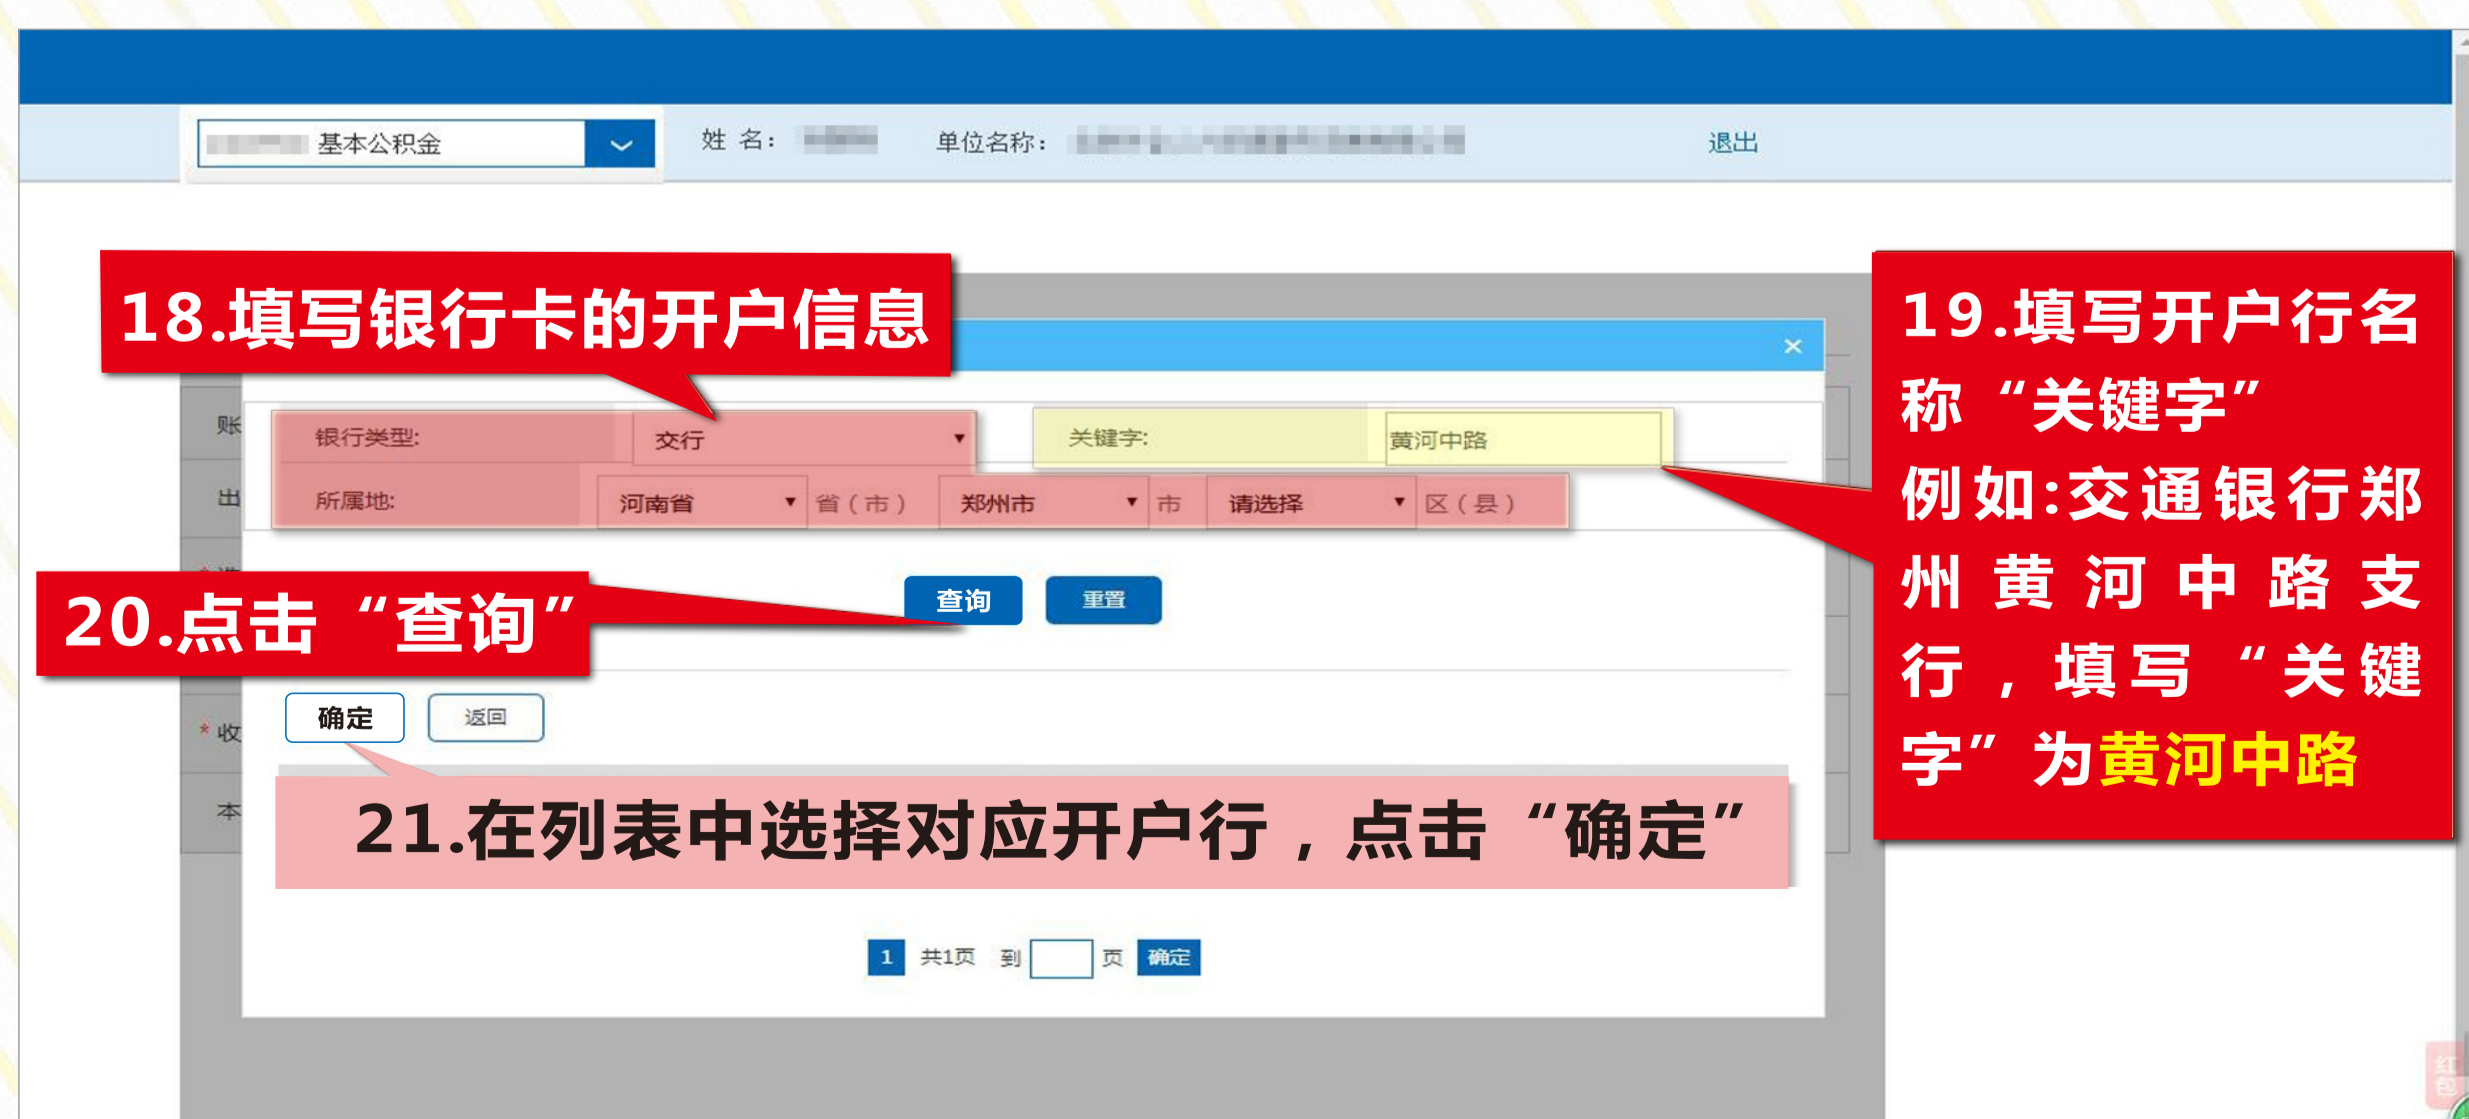 基本公积金
姓 名：
单位名称：
退出
18.填写银行卡的开户信息
×
账
银行类型:
交行
关键字:
黄河中路
出
所属地:
河南省
省（市）
郑州市
市
请选择
区（县）
19.填写开户行名
称“关键字”
例如:交通银行郑
州黄河中路支
行，填写“关键
字”为黄河中路
20.点击“查询”
查询
重置
确定
返回
*收
本
21.在列表中选择对应开户行，点击“确定”
1 共1页 到 页 确定
红包